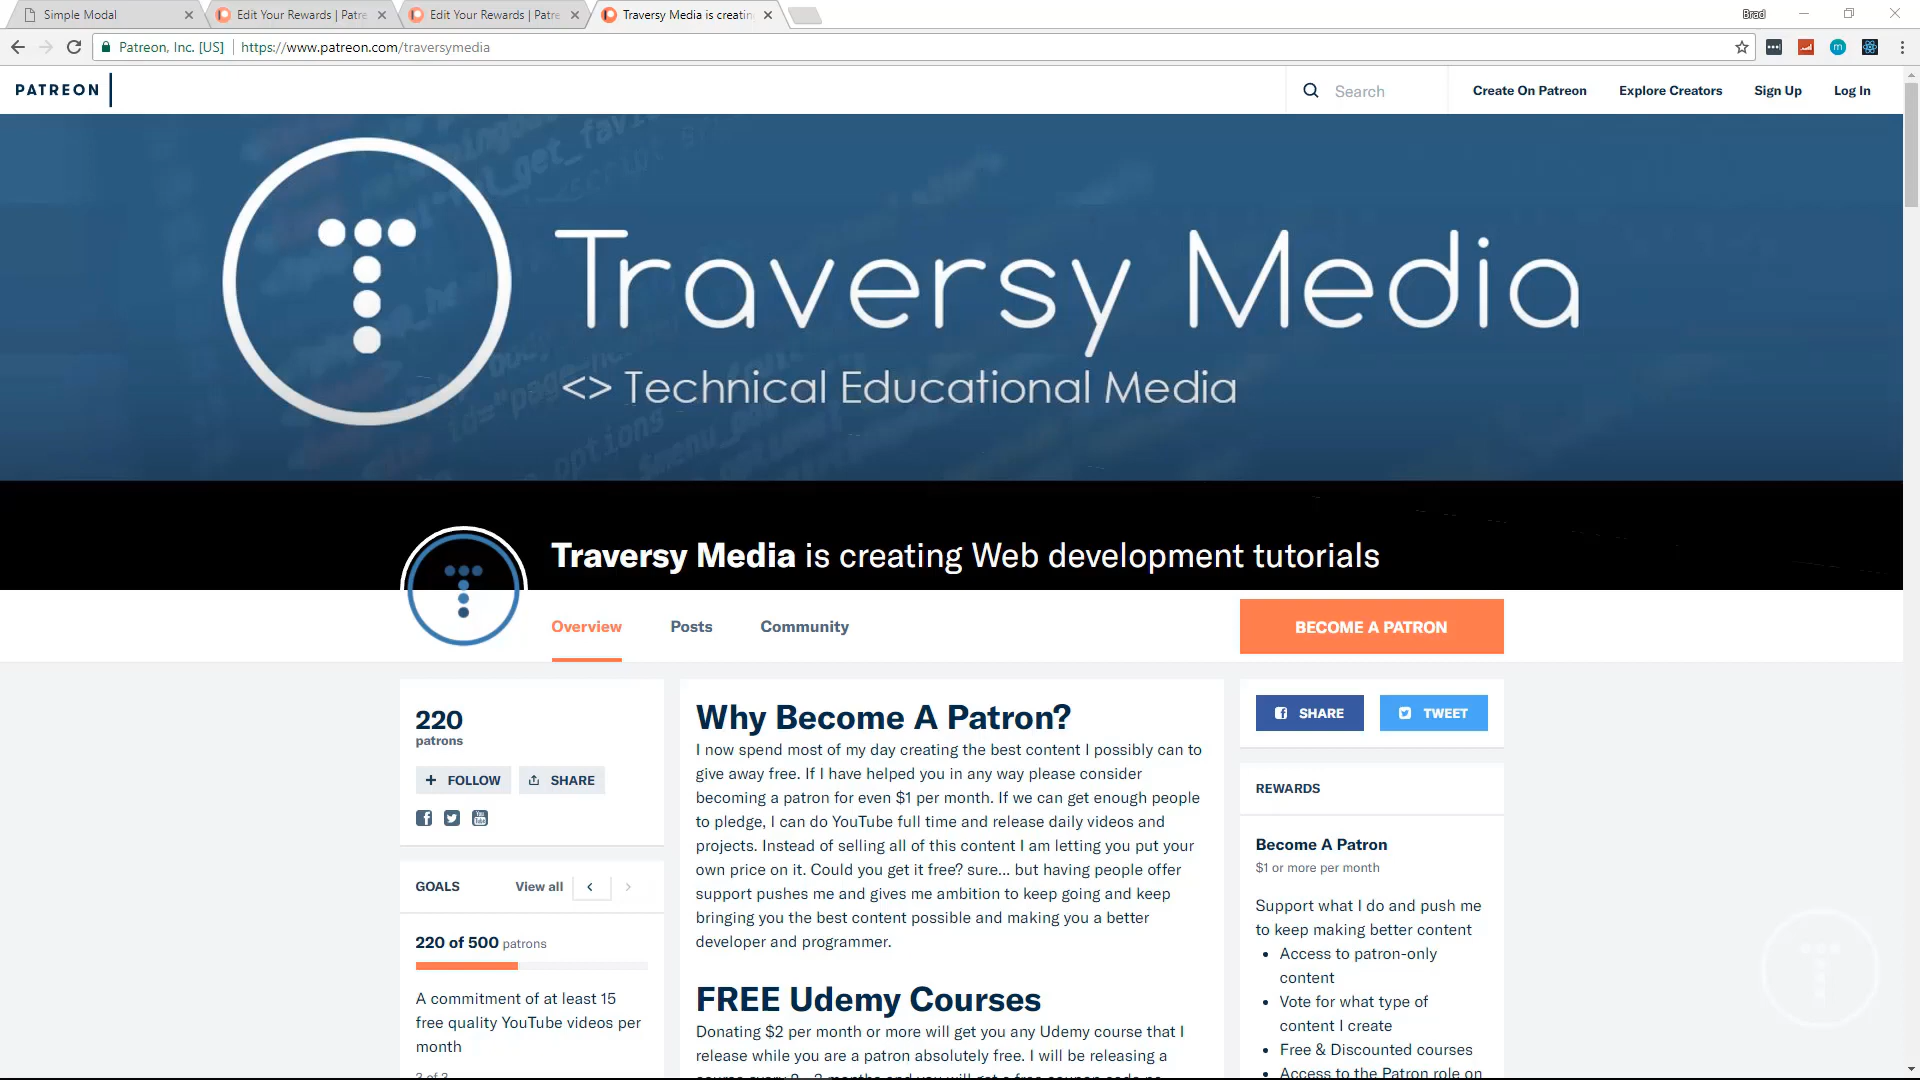 Simple Modal
Edit Your Rewards | Patre
Edit Your Rewards | Patre
Traversy Media is creatin
Brad
Patreon, Inc. [US]
https://www.patreon.com/traversymedia
PATREON
Search
Create On Patreon
Explore Creators
Sign Up
Log In
Traversy Media
<> Technical Educational Media
Traversy Media is creating Web development tutorials
Overview
Posts
Community
BECOME A PATRON
220
patrons
+ FOLLOW
SHARE
GOALS
View all
220 of 500 patrons
A commitment of at least 15
free quality YouTube videos per
month
3 of 3
Why Become A Patron?
I now spend most of my day creating the best content I possibly can to
give away free. If I have helped you in any way please consider
becoming a patron for even $1 per month. If we can get enough people
to pledge, I can do YouTube full time and release daily videos and
projects. Instead of selling all of this content I am letting you put your
own price on it. Could you get it free? sure... but having people offer
support pushes me and gives me ambition to keep going and keep
bringing you the best content possible and making you a better
developer and programmer.
FREE Udemy Courses
Donating $2 per month or more will get you any Udemy course that I
release while you are a patron absolutely free. I will be releasing a
SHARE
TWEET
REWARDS
Become A Patron
$1 or more per month
Support what I do and push me
to keep making better content
• Access to patron-only
content
• Vote for what type of
content I create
• Free & Discounted courses
• Access to the Patron role on